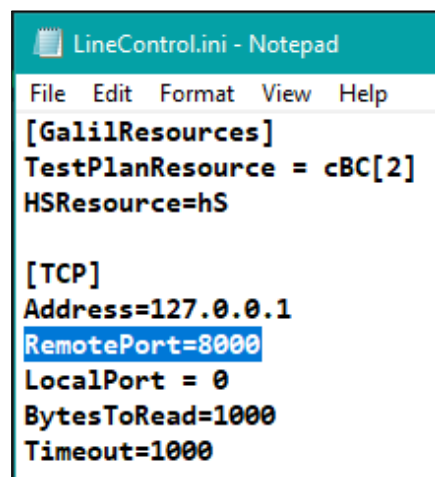 LineControl.ini - Notepad
File Edit Format View Help
[GalilResources]
TestPlanResource = cBC[2]
HSResource=hS
[TCP]
Address=127.0.0.1
RemotePort=8000
LocalPort = 0
BytesToRead=1000
Timeout=1000